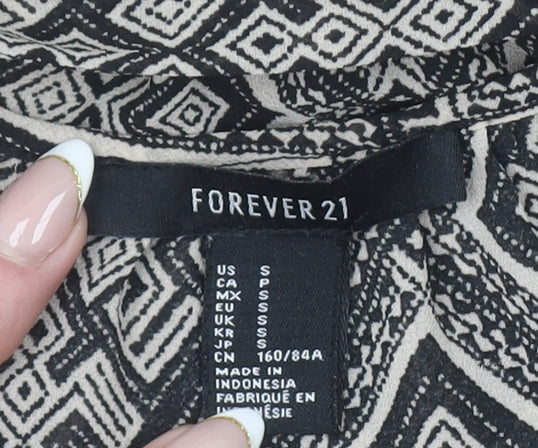 FOREVER 21
US S
CA P
MX S
EU S
UK S
KR S
JP S
CN 160/84A
MADE IN
INDONESIA
FABRIQUÉ EN